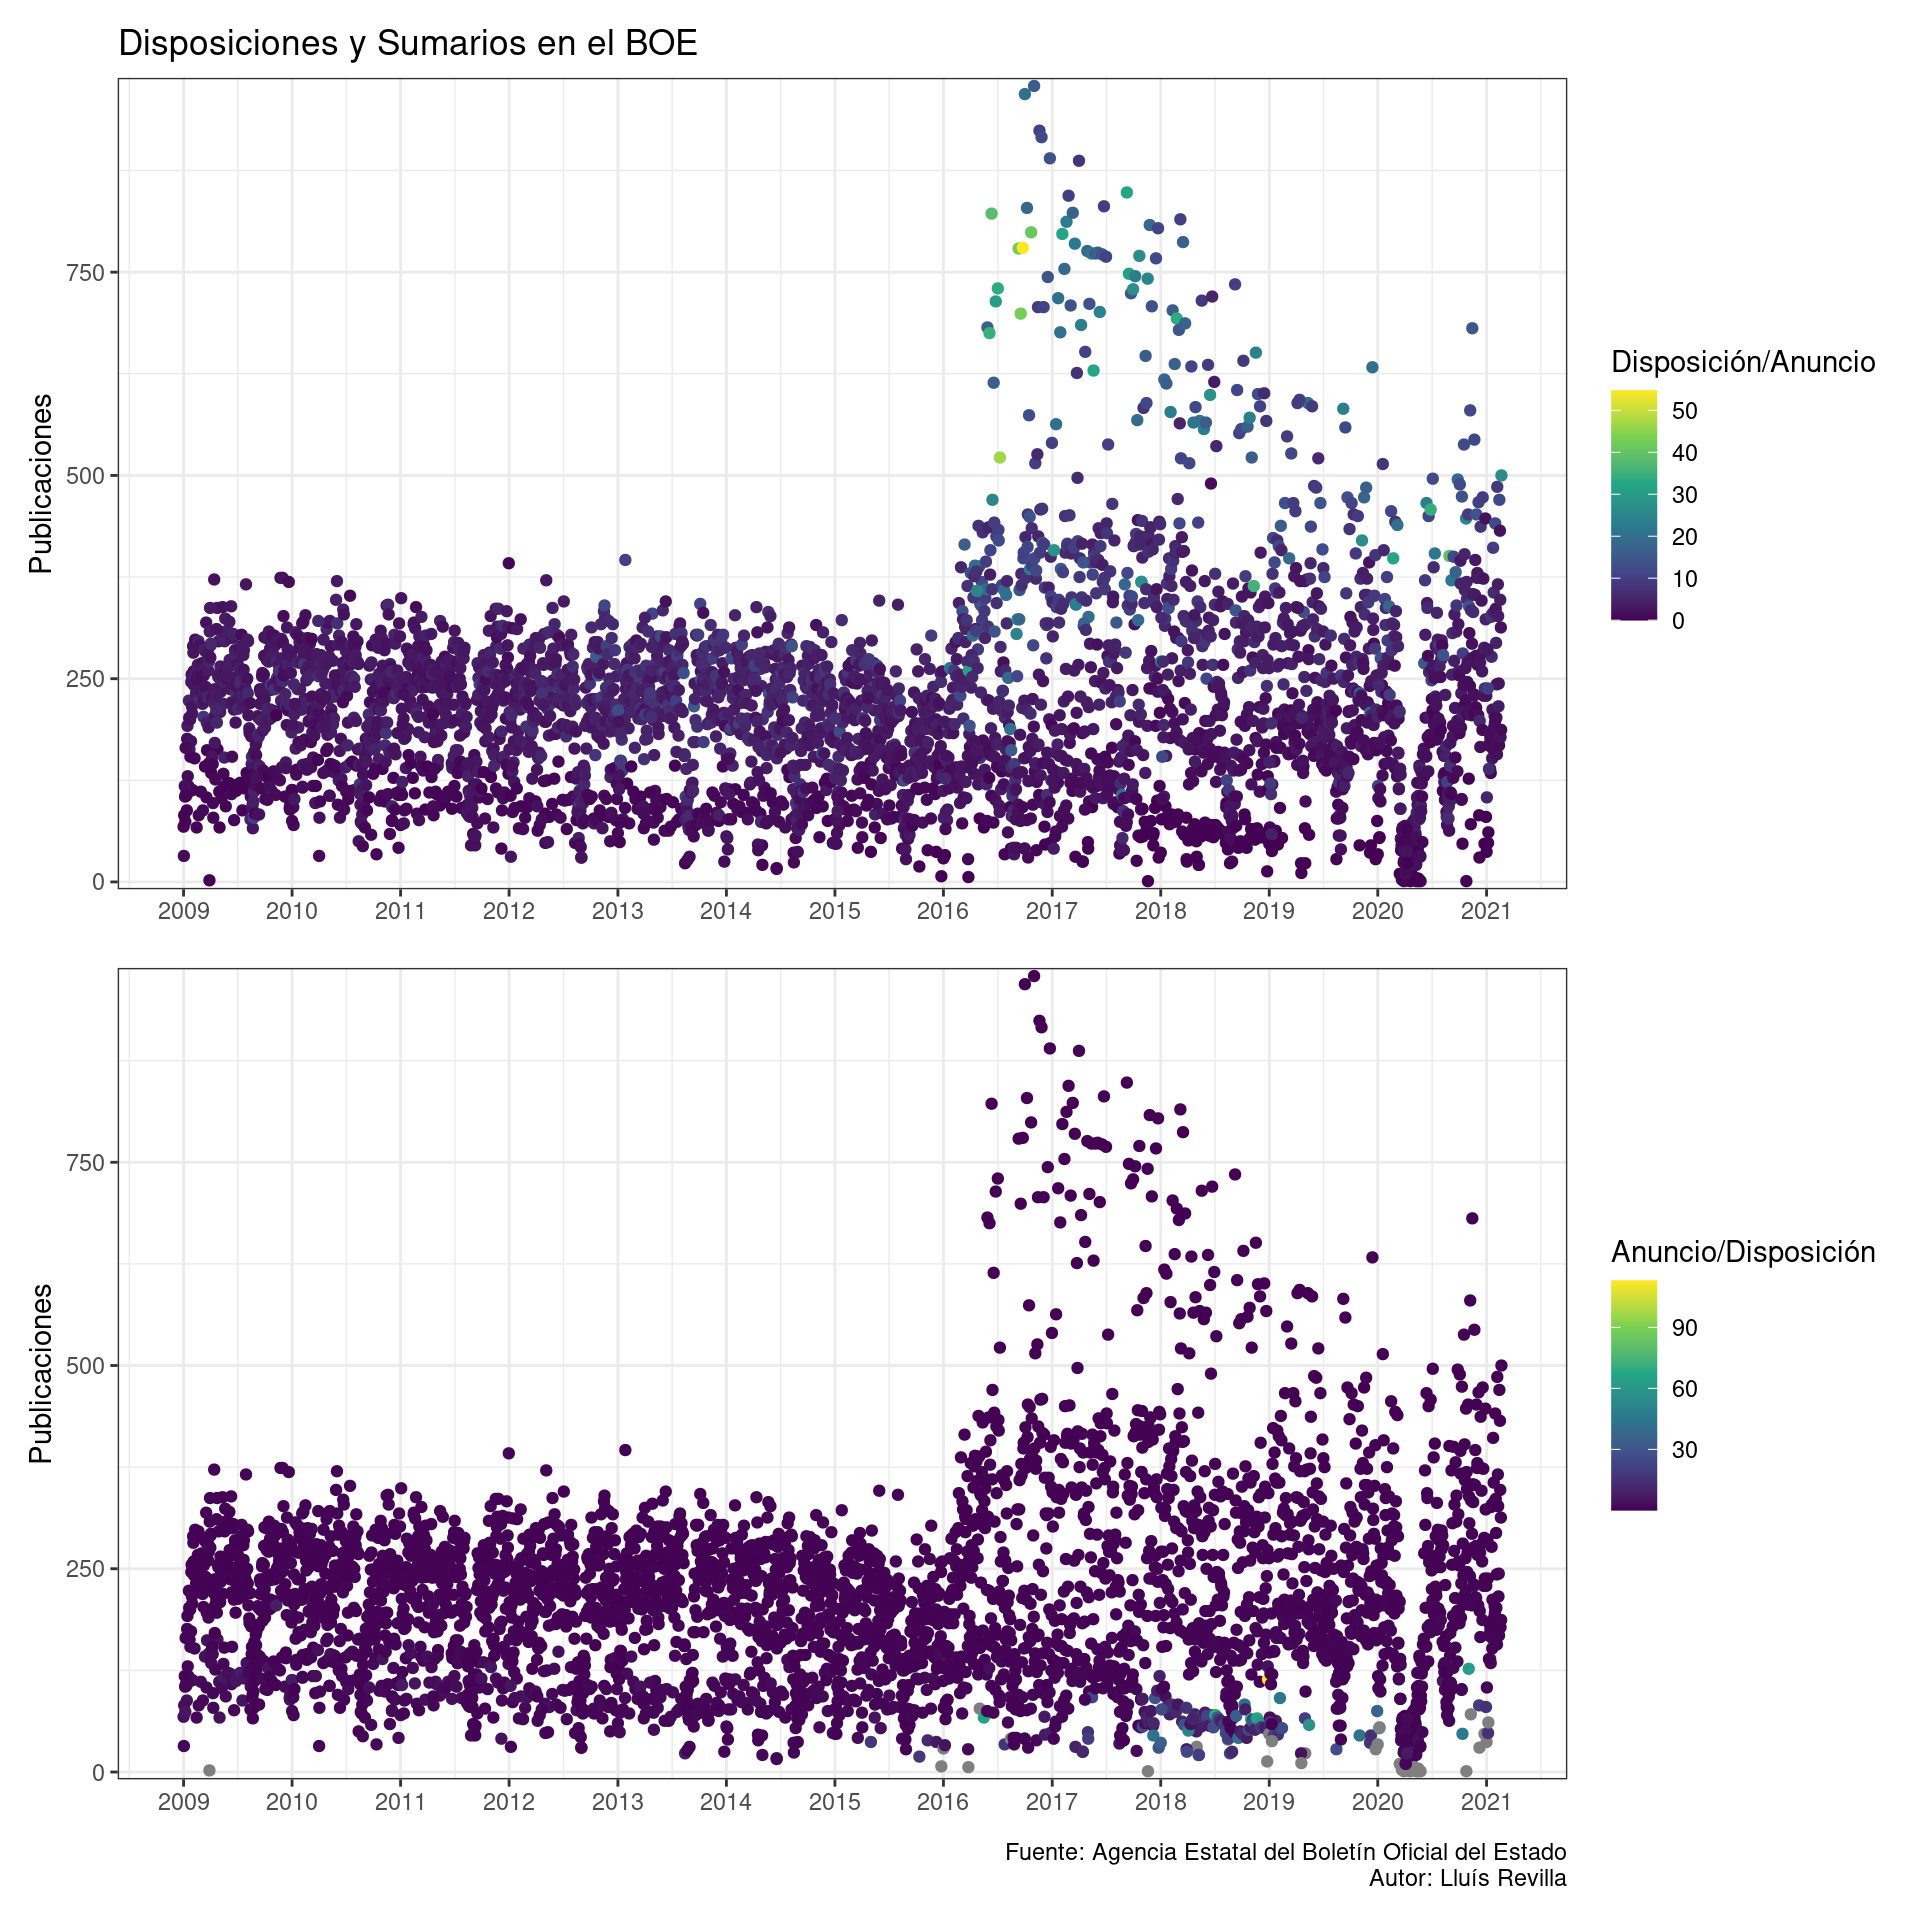 Disposiciones y Sumarios en el BOE
Publicaciones
750
500
250
0
2009 2010 2011 2012 2013 2014 2015 2016 2017 2018 2019 2020 2021
Disposición/Anuncio
50
40
30
20
10
0
Publicaciones
750
500
250
0
2009 2010 2011 2012 2013 2014 2015 2016 2017 2018 2019 2020 2021
Anuncio/Disposición
90
60
30
Fuente: Agencia Estatal del Boletín Oficial del Estado
Autor: Lluís Revilla